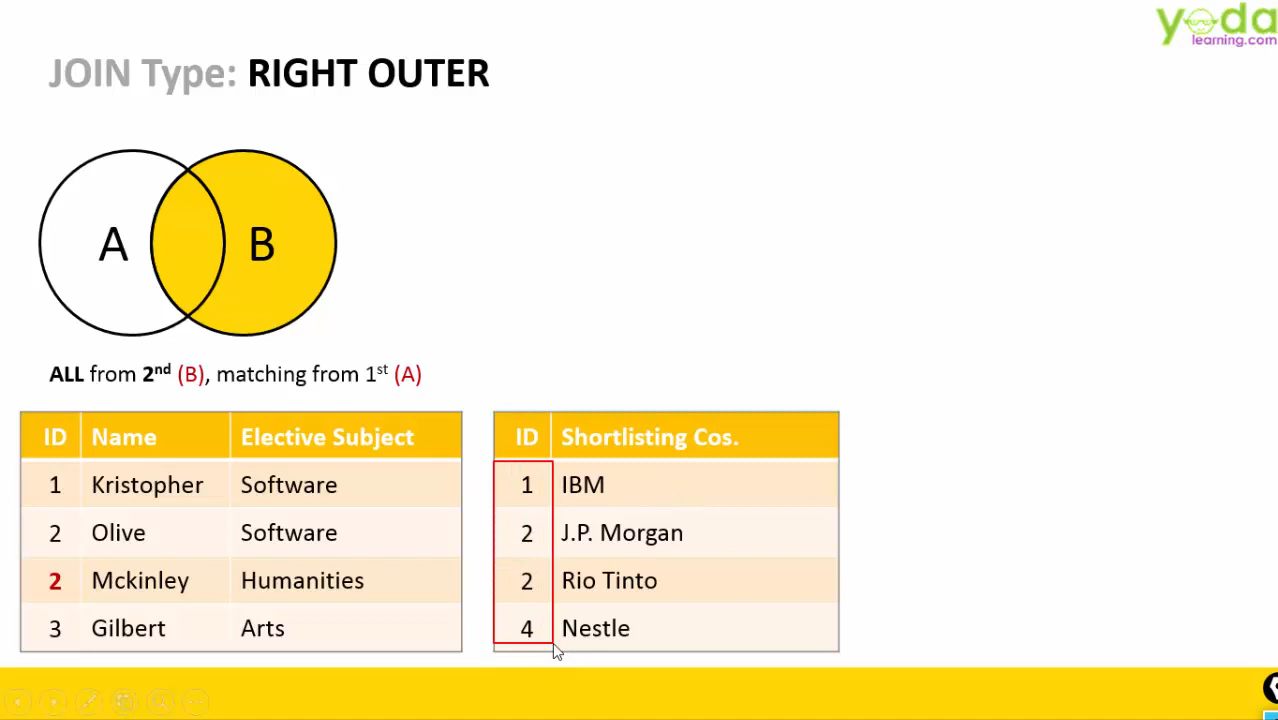 yoda
learning.com
JOIN Type: RIGHT OUTER
A
B
ALL from 2nd (B), matching from 1st (A)
ID Name Elective Subject
1 Kristopher Software
2 Olive Software
2 Mckinley Humanities
3 Gilbert Arts
ID Shortlisting Cos.
1 IBM
2 J.P. Morgan
2 Rio Tinto
4 Nestle